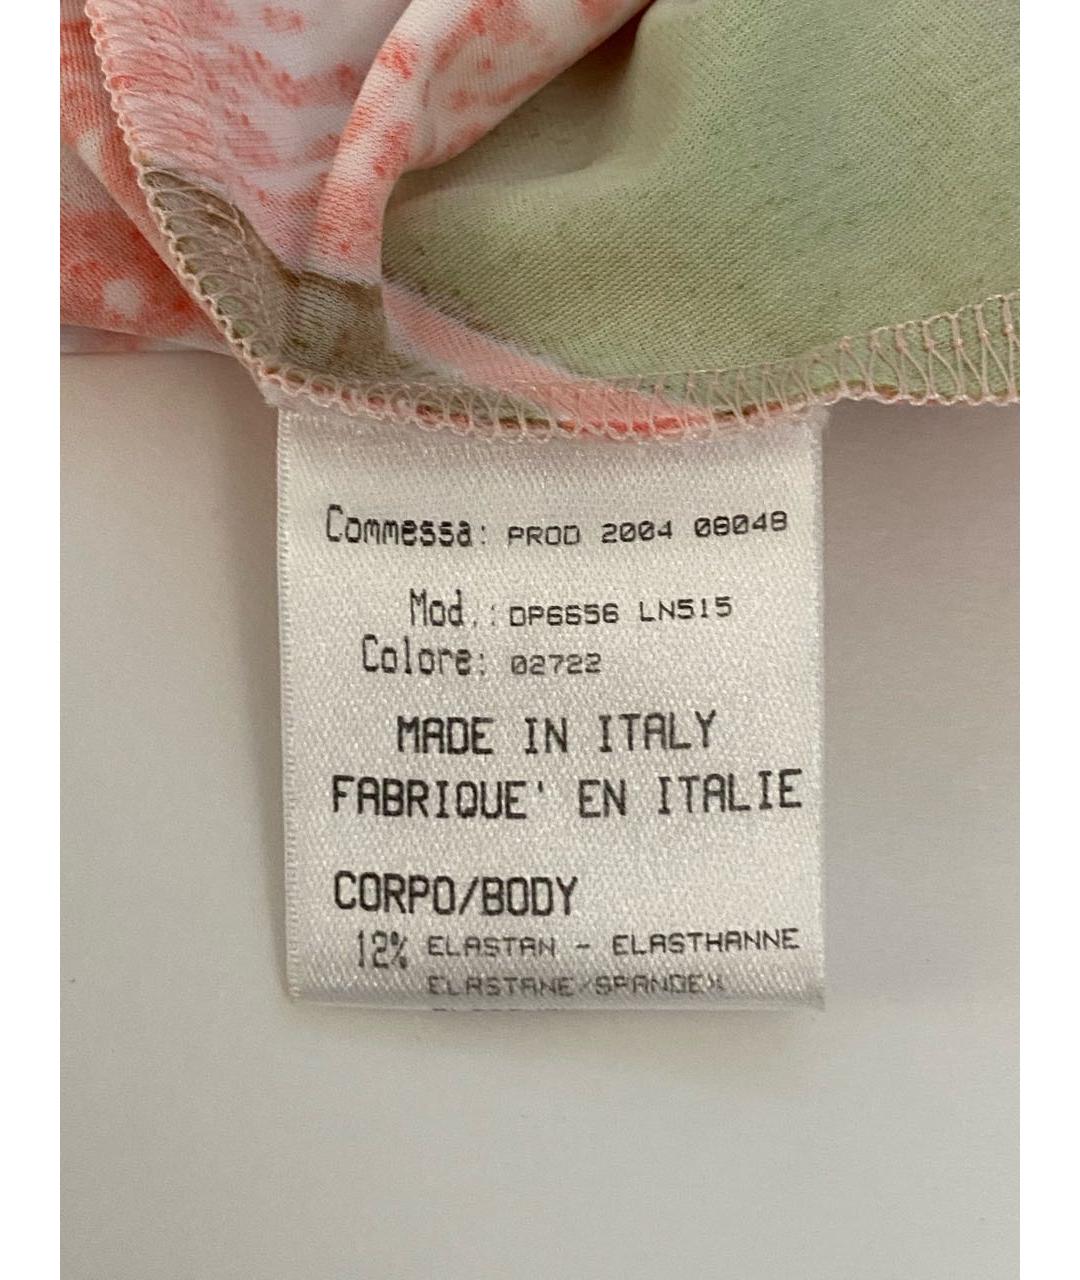 Commessa: PROD 2004 08048
Mod.: DP6656 LN515
Colore: 02722
MADE IN ITALY
FABRIQUE' EN ITALIE
CORPO/BODY
12% ELASTAN - ELASTHANNE
ELASTANE/SPANDEX